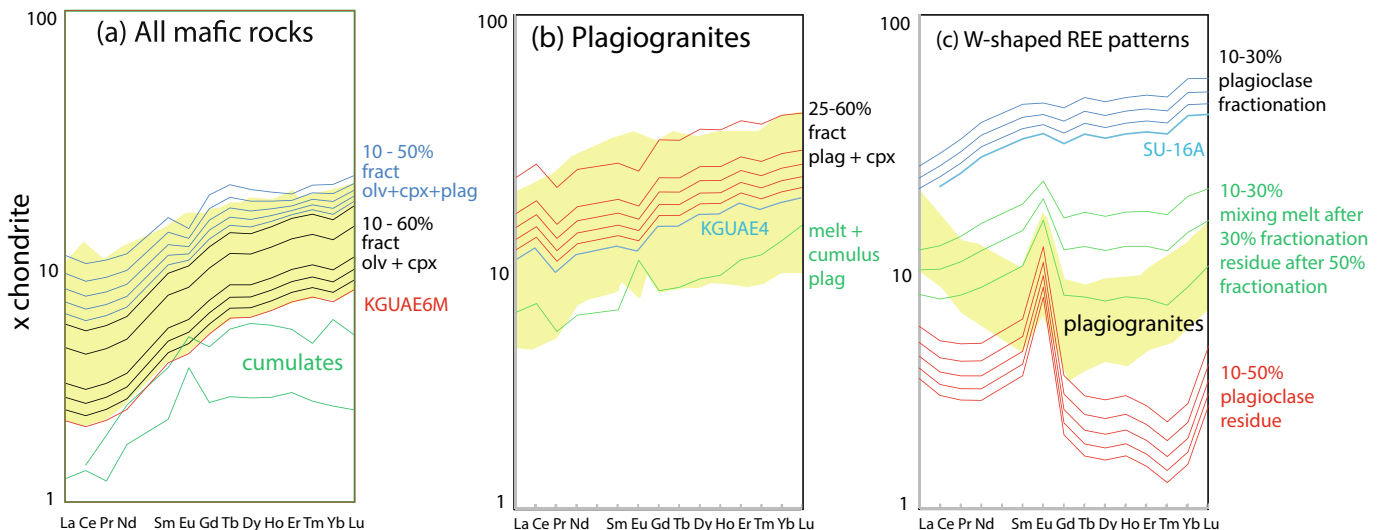 x chondrite
(a) All mafic rocks
100
10
1
10 - 50%
fract
olv+cpx+plag
10 - 60%
fract
olv + cpx
KGUAE6M
cumulates
La Ce Pr Nd Sm Eu Gd Tb Dy Ho Er Tm Yb Lu
(b) Plagiogranites
100
10
1
25-60%
fract
plag + cpx
KGUAE4
melt +
cumulus
plag
La Ce Pr Nd Sm Eu Gd Tb Dy Ho Er Tm Yb Lu
(c) W-shaped REE patterns
100
10
1
10-30%
plagioclase
fractionation
SU-16A
10-30%
mixing melt after
30% fractionation
residue after 50%
fractionation
plagiogranites
10-50%
plagioclase
residue
La Ce Pr Nd Sm Eu Gd Tb Dy Ho Er Tm Yb Lu